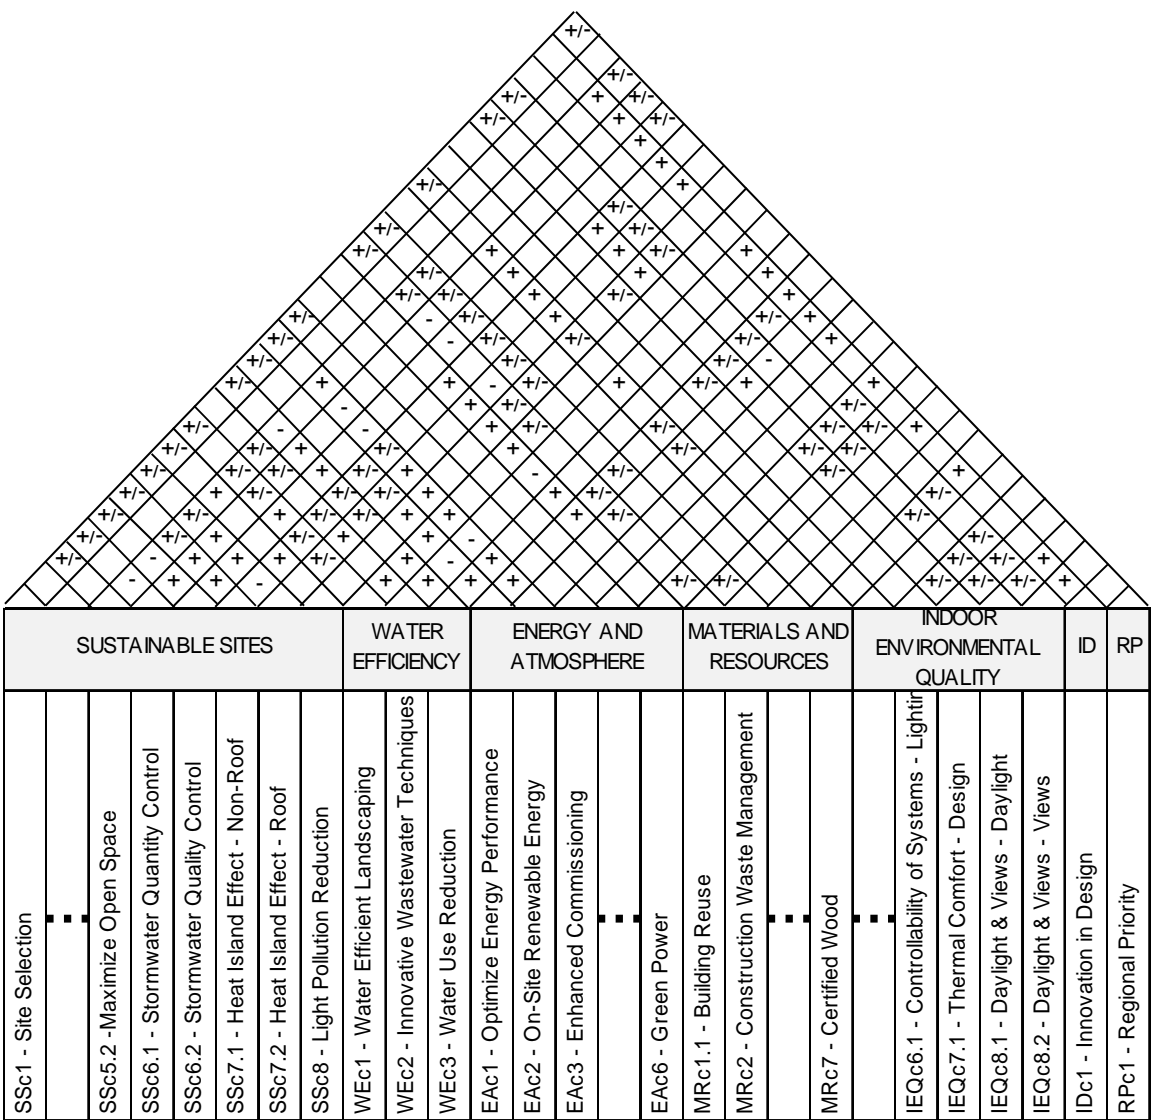 +/-
+/-
+/- + +/-
+/- + +/-
+
+
+/- +
+/-
+/- + +/-
+/- + + +/- +
+/- + + +
+/- +/- + +/- +
+/- - +/- + +/- +
+/- - +/- +/- +/- +
+/- +/- +/- -
+/- + + - +/- + +/- + +
- + +/- +/-
+/- - - + +/- +/- +/- +/- +
+/- +/- + +/- + +/- +/- +/-
+/- +/- +/- + +/- + - +/- +/- +
+/- + +/- +/- +/- + + +/- +/-
+/- +/- + +/- +/- + + + +/- +/-
+/- +/- + +/- + + - +/-
+/- - + + + +/- + - + +/- +/- +
- + + - + + + + +/- +/- +/- +/- +/- +
SUSTAINABLE SITES
WATER
EFFICIENCY
ENERGY AND
ATMOSPHERE
MATERIALS AND
RESOURCES
INDOOR
ENVIRONMENTAL
QUALITY
ID
RP
SSc1 - Site Selection
SSc5.2 -Maximize Open Space
SSc6.1 - Stormwater Quantity Control
SSc6.2 - Stormwater Quality Control
SSc7.1 - Heat Island Effect - Non-Roof
SSc7.2 - Heat Island Effect - Roof
SSc8 - Light Pollution Reduction
WEc1 - Water Efficient Landscaping
WEc2 - Innovative Wastewater Techniques
WEc3 - Water Use Reduction
EAc1 - Optimize Energy Performance
EAc2 - On-Site Renewable Energy
EAc3 - Enhanced Commissioning
EAc6 - Green Power
MRc1.1 - Building Reuse
MRc2 - Construction Waste Management
MRc7 - Certified Wood
IEQc6.1 - Controllability of Systems - Lightin
IEQc7.1 - Thermal Comfort - Design
IEQc8.1 - Daylight & Views - Daylight
IEQc8.2 - Daylight & Views - Views
IDc1 - Innovation in Design
RPc1 - Regional Priority